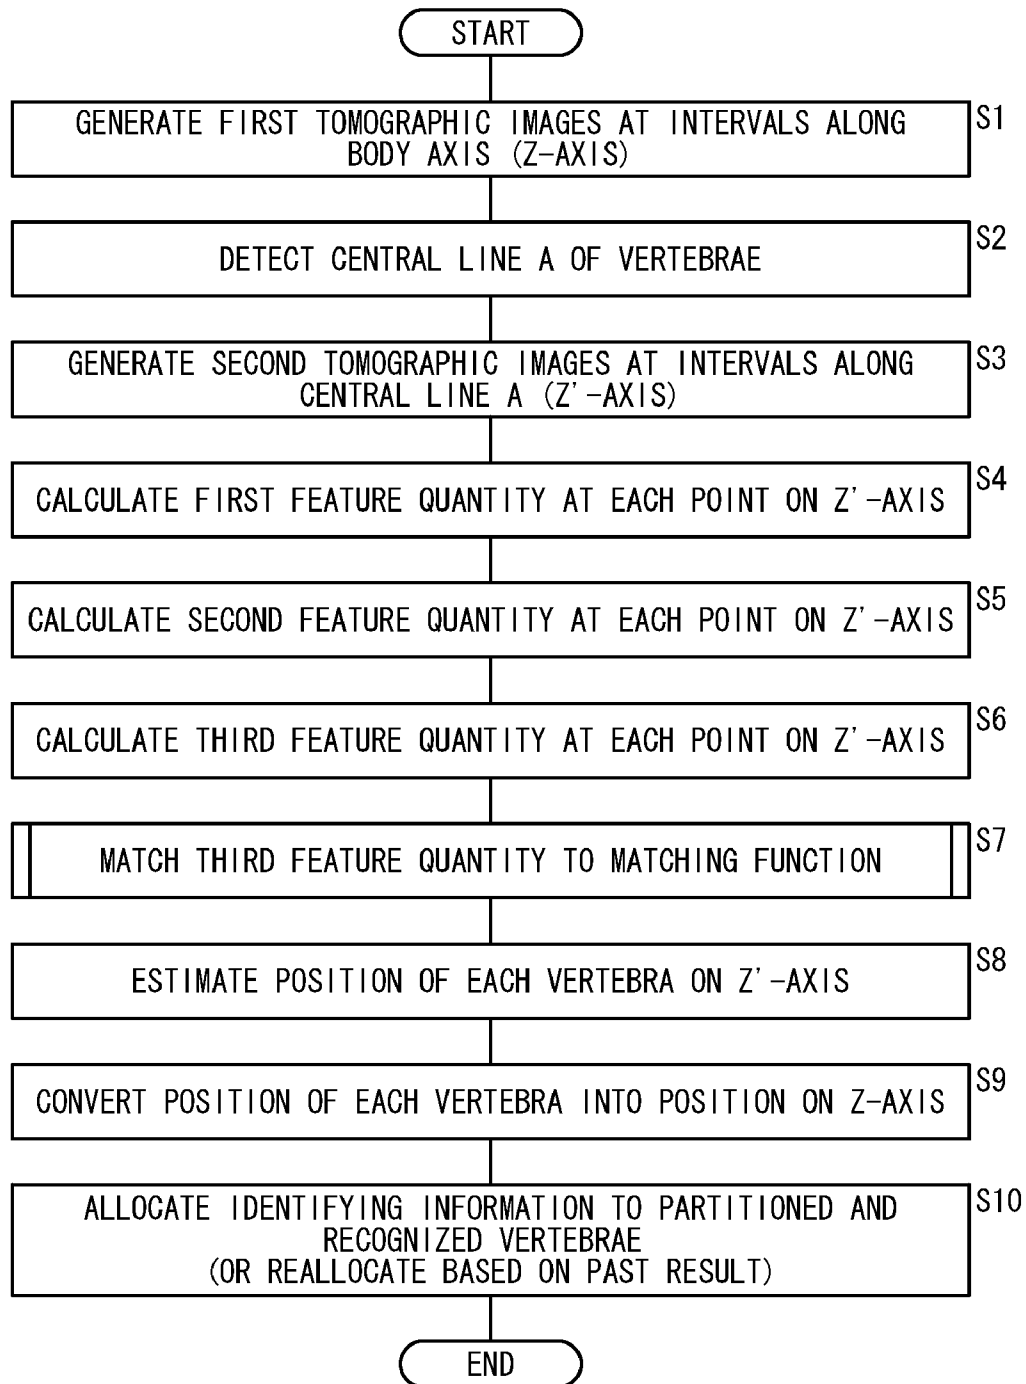 START
GENERATE FIRST TOMOGRAPHIC IMAGES AT INTERVALS ALONG
BODY AXIS (Z-AXIS)
S1
DETECT CENTRAL LINE A OF VERTEBRAE
S2
GENERATE SECOND TOMOGRAPHIC IMAGES AT INTERVALS ALONG
CENTRAL LINE A (Z'-AXIS)
S3
CALCULATE FIRST FEATURE QUANTITY AT EACH POINT ON Z'-AXIS
S4
CALCULATE SECOND FEATURE QUANTITY AT EACH POINT ON Z'-AXIS
S5
CALCULATE THIRD FEATURE QUANTITY AT EACH POINT ON Z'-AXIS
S6
MATCH THIRD FEATURE QUANTITY TO MATCHING FUNCTION
S7
ESTIMATE POSITION OF EACH VERTEBRA ON Z'-AXIS
S8
CONVERT POSITION OF EACH VERTEBRA INTO POSITION ON Z-AXIS
S9
ALLOCATE IDENTIFYING INFORMATION TO PARTITIONED AND
RECOGNIZED VERTEBRAE
(OR REALLOCATE BASED ON PAST RESULT)
S10
END